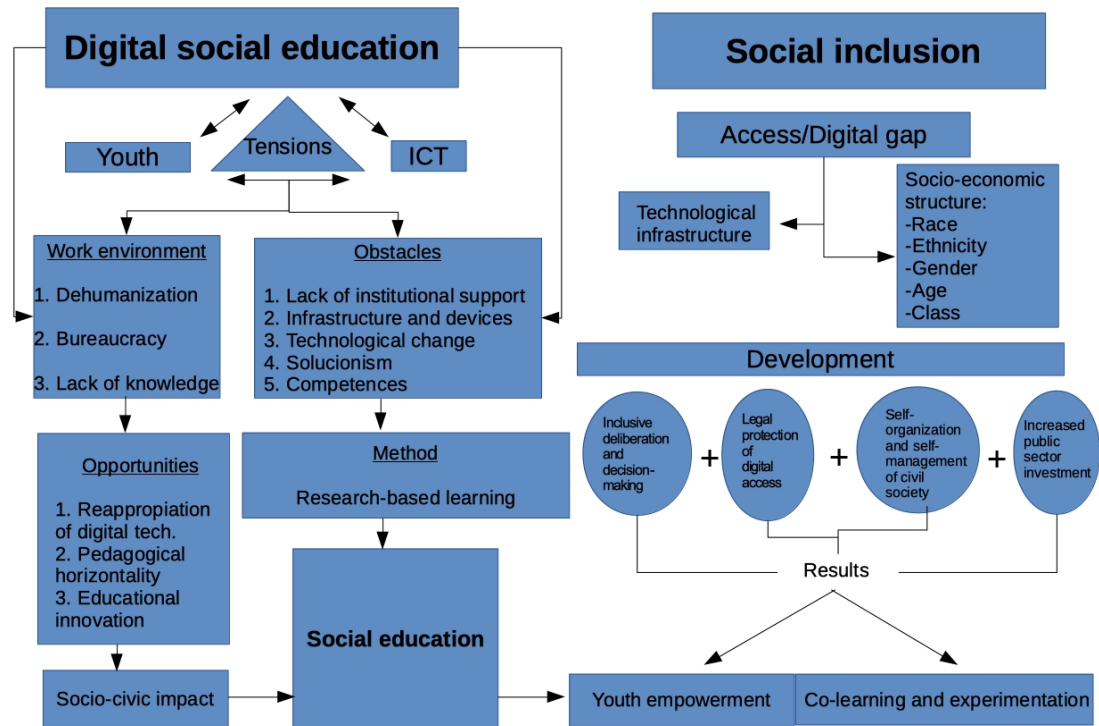 Digital social education
Youth
Tensions
ICT
Work environment
1. Dehumanization
2. Bureaucracy
3. Lack of knowledge
Obstacles
1. Lack of institutional support
2. Infrastructure and devices
3. Technological change
4. Solucionism
5. Competences
Opportunities
1. Reappropiation
of digital tech.
2. Pedagogical
horizontality
3. Educational
innovation
Method
Research-based learning
Socio-civic impact
Social education
Social inclusion
Access/Digital gap
Technological
infrastructure
Socio-economic
structure:
-Race
-Ethnicity
-Gender
-Age
-Class
Development
Inclusive
deliberation
and
decision-
making
+
Legal
protection
of
digital
access
+
Self-
organization
and self-
management
of civil
society
+
Increased
public
sector
investment
Results
Youth empowerment
Co-learning and experimentation